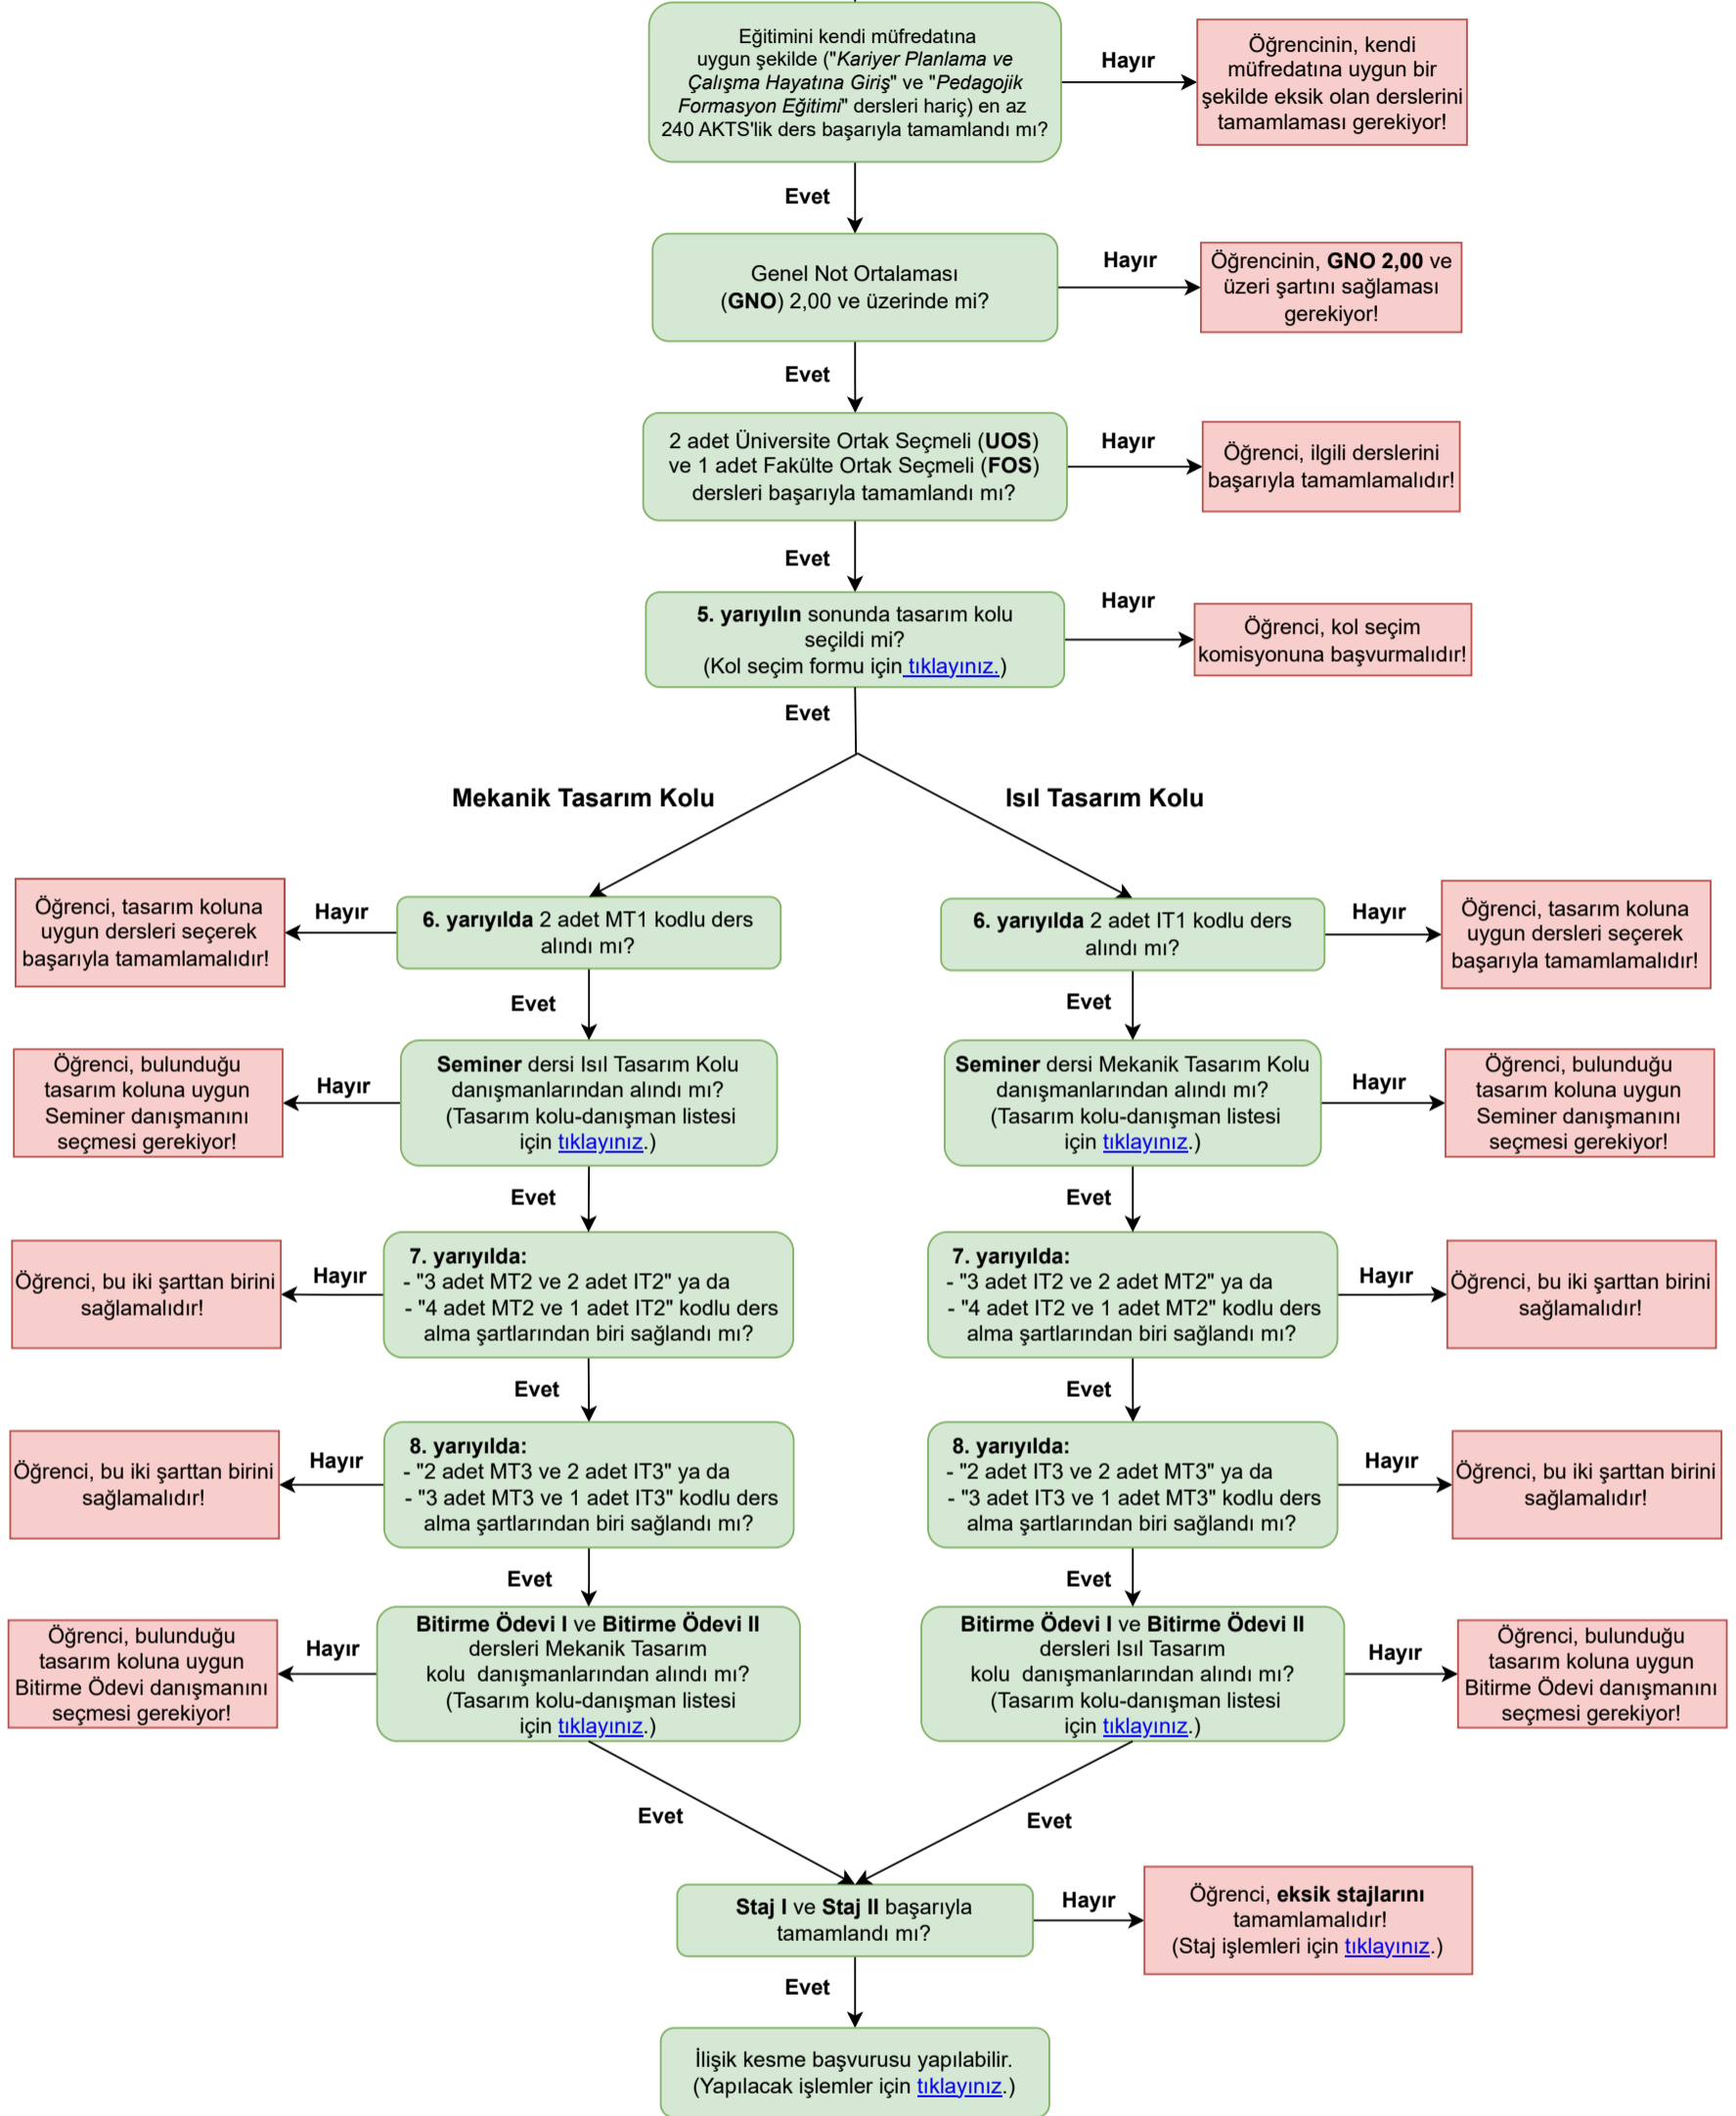 Eğitimini kendi müfredatına
uygun şekilde ("Kariyer Planlama ve
Çalışma Hayatına Giriş" ve "Pedagojik
Formasyon Eğitimi" dersleri hariç) en az
240 AKTS'lik ders başarıyla tamamlandı mı?
Hayır
Öğrencinin, kendi
müfredatına uygun bir
şekilde eksik olan derslerini
tamamlaması gerekiyor!
Evet
Genel Not Ortalaması
(GNO) 2,00 ve üzerinde mi?
Hayır
Öğrencinin, GNO 2,00 ve
üzeri şartını sağlaması
gerekiyor!
Evet
2 adet Üniversite Ortak Seçmeli (UOS)
ve 1 adet Fakülte Ortak Seçmeli (FOS)
dersleri başarıyla tamamlandı mı?
Hayır
Öğrenci, ilgili derslerini
başarıyla tamamlamalıdır!
Evet
5. yarıyılın sonunda tasarım kolu
seçildi mi?
(Kol seçim formu için tıklayınız.)
Hayır
Öğrenci, kol seçim
komisyonuna başvurmalıdır!
Evet
Mekanik Tasarım Kolu
Isıl Tasarım Kolu
Öğrenci, tasarım koluna
uygun dersleri seçerek
başarıyla tamamlamalıdır!
Hayır
6. yarıyılda 2 adet MT1 kodlu ders
alındı mı?
6. yarıyılda 2 adet IT1 kodlu ders
alındı mı?
Hayır
Öğrenci, tasarım koluna
uygun dersleri seçerek
başarıyla tamamlamalıdır!
Evet
Evet
Öğrenci, bulunduğu
tasarım koluna uygun
Seminer danışmanını
seçmesi gerekiyor!
Hayır
Seminer dersi Isıl Tasarım Kolu
danışmanlarından alındı mı?
(Tasarım kolu-danışman listesi
için tıklayınız.)
Seminer dersi Mekanik Tasarım Kolu
danışmanlarından alındı mı?
(Tasarım kolu-danışman listesi
için tıklayınız.)
Hayır
Öğrenci, bulunduğu
tasarım koluna uygun
Seminer danışmanını
seçmesi gerekiyor!
Evet
Evet
Öğrenci, bu iki şarttan birini
sağlamalıdır!
Hayır
7. yarıyılda:
- "3 adet MT2 ve 2 adet IT2" ya da
- "4 adet MT2 ve 1 adet IT2" kodlu ders
alma şartlarından biri sağlandı mı?
7. yarıyılda:
- "3 adet IT2 ve 2 adet MT2" ya da
- "4 adet IT2 ve 1 adet MT2" kodlu ders
alma şartlarından biri sağlandı mı?
Hayır
Öğrenci, bu iki şarttan birini
sağlamalıdır!
Evet
Evet
Öğrenci, bu iki şarttan birini
sağlamalıdır!
Hayır
8. yarıyılda:
- "2 adet MT3 ve 2 adet IT3" ya da
- "3 adet MT3 ve 1 adet IT3" kodlu ders
alma şartlarından biri sağlandı mı?
8. yarıyılda:
- "2 adet IT3 ve 2 adet MT3" ya da
- "3 adet IT3 ve 1 adet MT3" kodlu ders
alma şartlarından biri sağlandı mı?
Hayır
Öğrenci, bu iki şarttan birini
sağlamalıdır!
Evet
Evet
Öğrenci, bulunduğu
tasarım koluna uygun
Bitirme Ödevi danışmanını
seçmesi gerekiyor!
Hayır
Bitirme Ödevi I ve Bitirme Ödevi II
dersleri Mekanik Tasarım
kolu danışmanlarından alındı mı?
(Tasarım kolu-danışman listesi
için tıklayınız.)
Bitirme Ödevi I ve Bitirme Ödevi II
dersleri Isıl Tasarım
kolu danışmanlarından alındı mı?
(Tasarım kolu-danışman listesi
için tıklayınız.)
Hayır
Öğrenci, bulunduğu
tasarım koluna uygun
Bitirme Ödevi danışmanını
seçmesi gerekiyor!
Evet
Evet
Staj I ve Staj II başarıyla
tamamlandı mı?
Hayır
Öğrenci, eksik stajlarını
tamamlamalıdır!
(Staj işlemleri için tıklayınız.)
Evet
İlişik kesme başvurusu yapılabilir.
(Yapılacak işlemler için tıklayınız.)